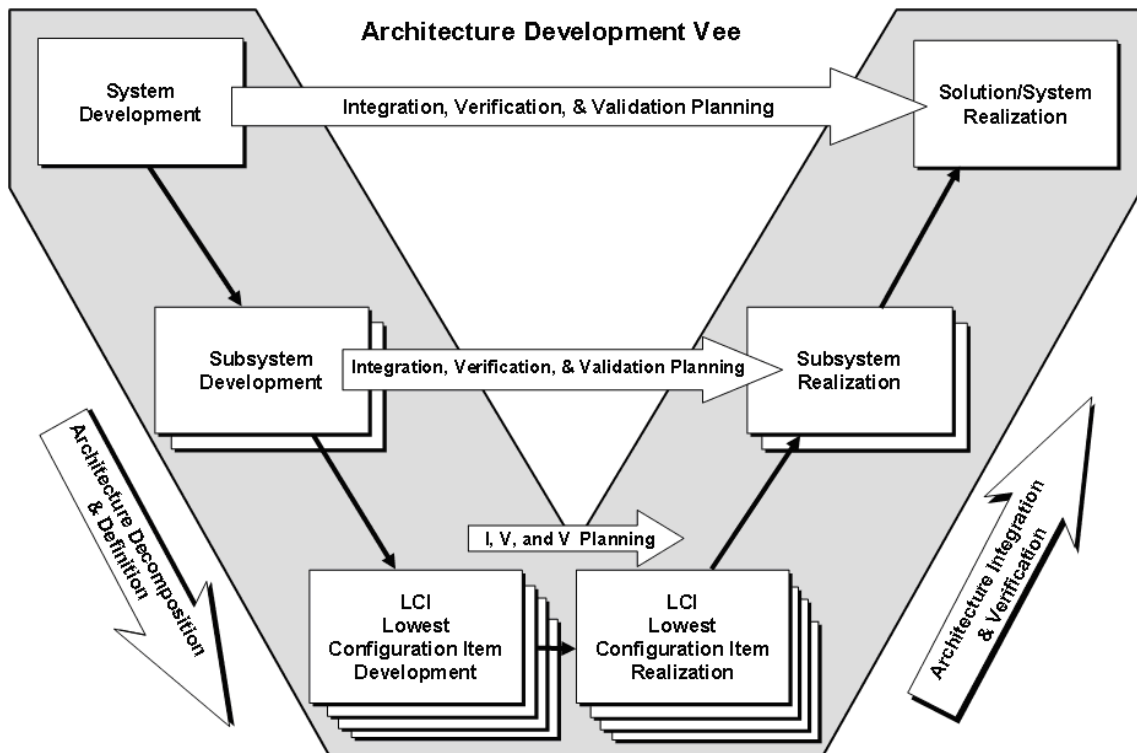 Architecture Development Vee
System
Development
Integration, Verification, & Validation Planning
Solution/System
Realization
Subsystem
Development
Integration, Verification, & Validation Planning
Subsystem
Realization
Architecture Decomposition
& Definition
I, V, and V Planning
Architecture Integration
& Verification
LCI
Lowest
Configuration Item
Development
LCI
Lowest
Configuration Item
Realization